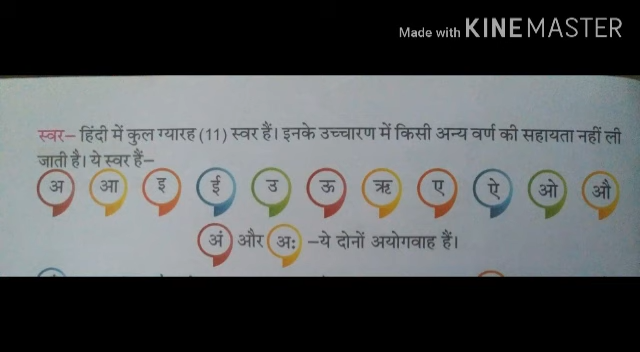 Made with KINEMASTER
स्वर– हिंदी में कुल ग्यारह (11) स्वर हैं। इनके उच्चारण में किसी अन्य वर्ण की सहायता नहीं ली
जाती है। ये स्वर हैं–
अ आ इ ई उ ऊ ऋ ए ऐ ओ औ
अं और अः –ये दोनों अयोगवाह हैं।